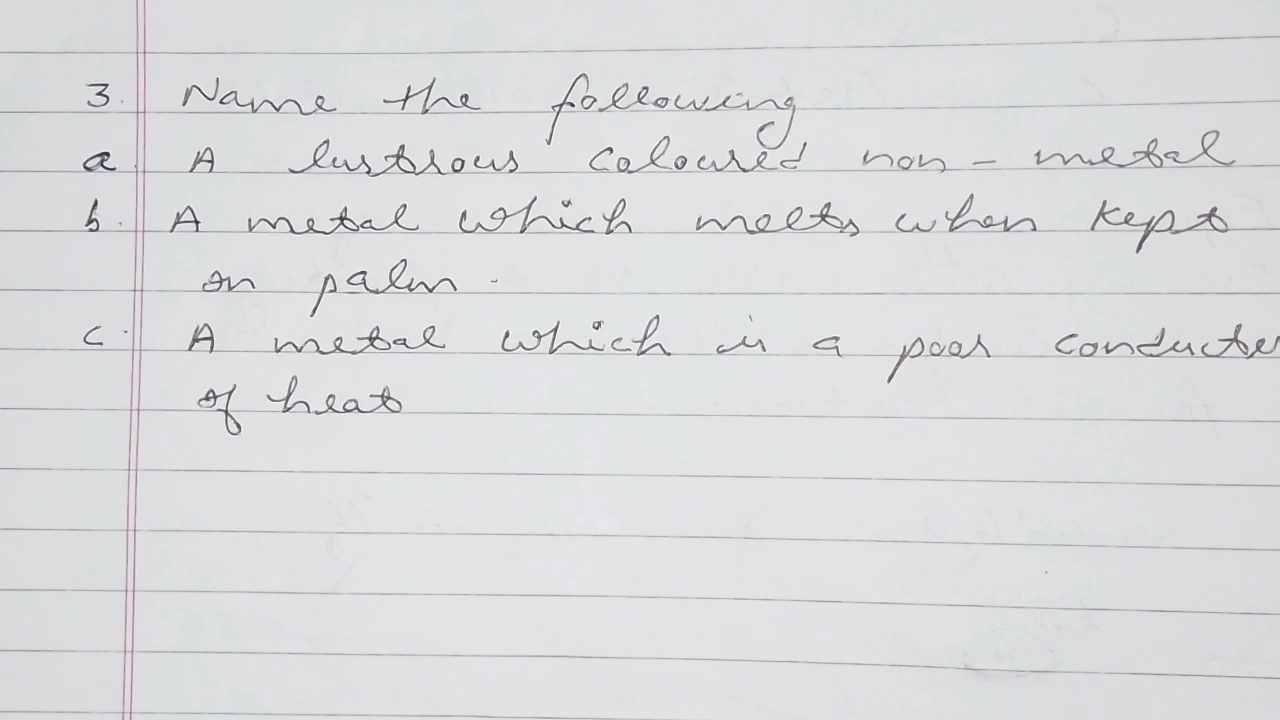 3. Name the following
a. A lustrous coloured non-metal
b. A metal which melts when kept
on palm.
c. A metal which is a poor conducter
of heat